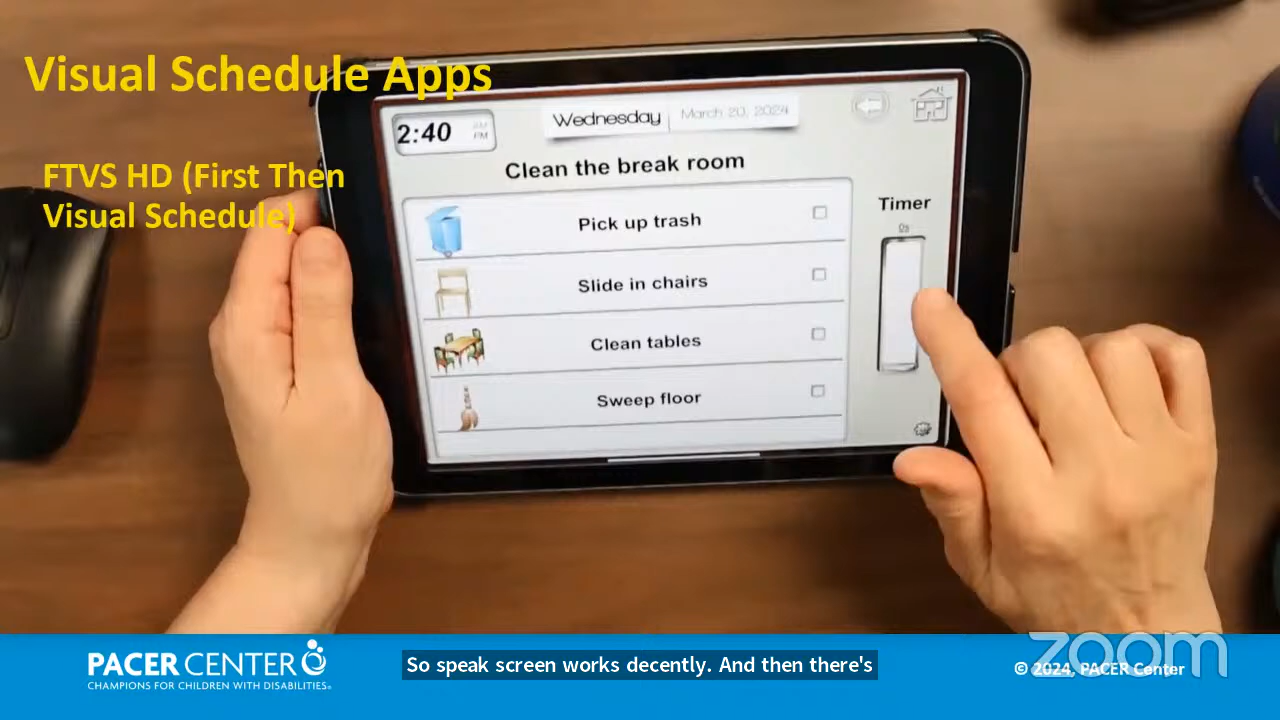 Visual Schedule Apps
FTVS HD (First Then
Visual Schedule)
2:40 AM
PM
Wednesday March 20, 2024
Clean the break room
Pick up trash
Slide in chairs
Clean tables
Sweep floor
Timer
0s
PACER CENTER
CHAMPIONS FOR CHILDREN WITH DISABILITIES®
So speak screen works decently. And then there's
© 2024, PACER Center
zoom